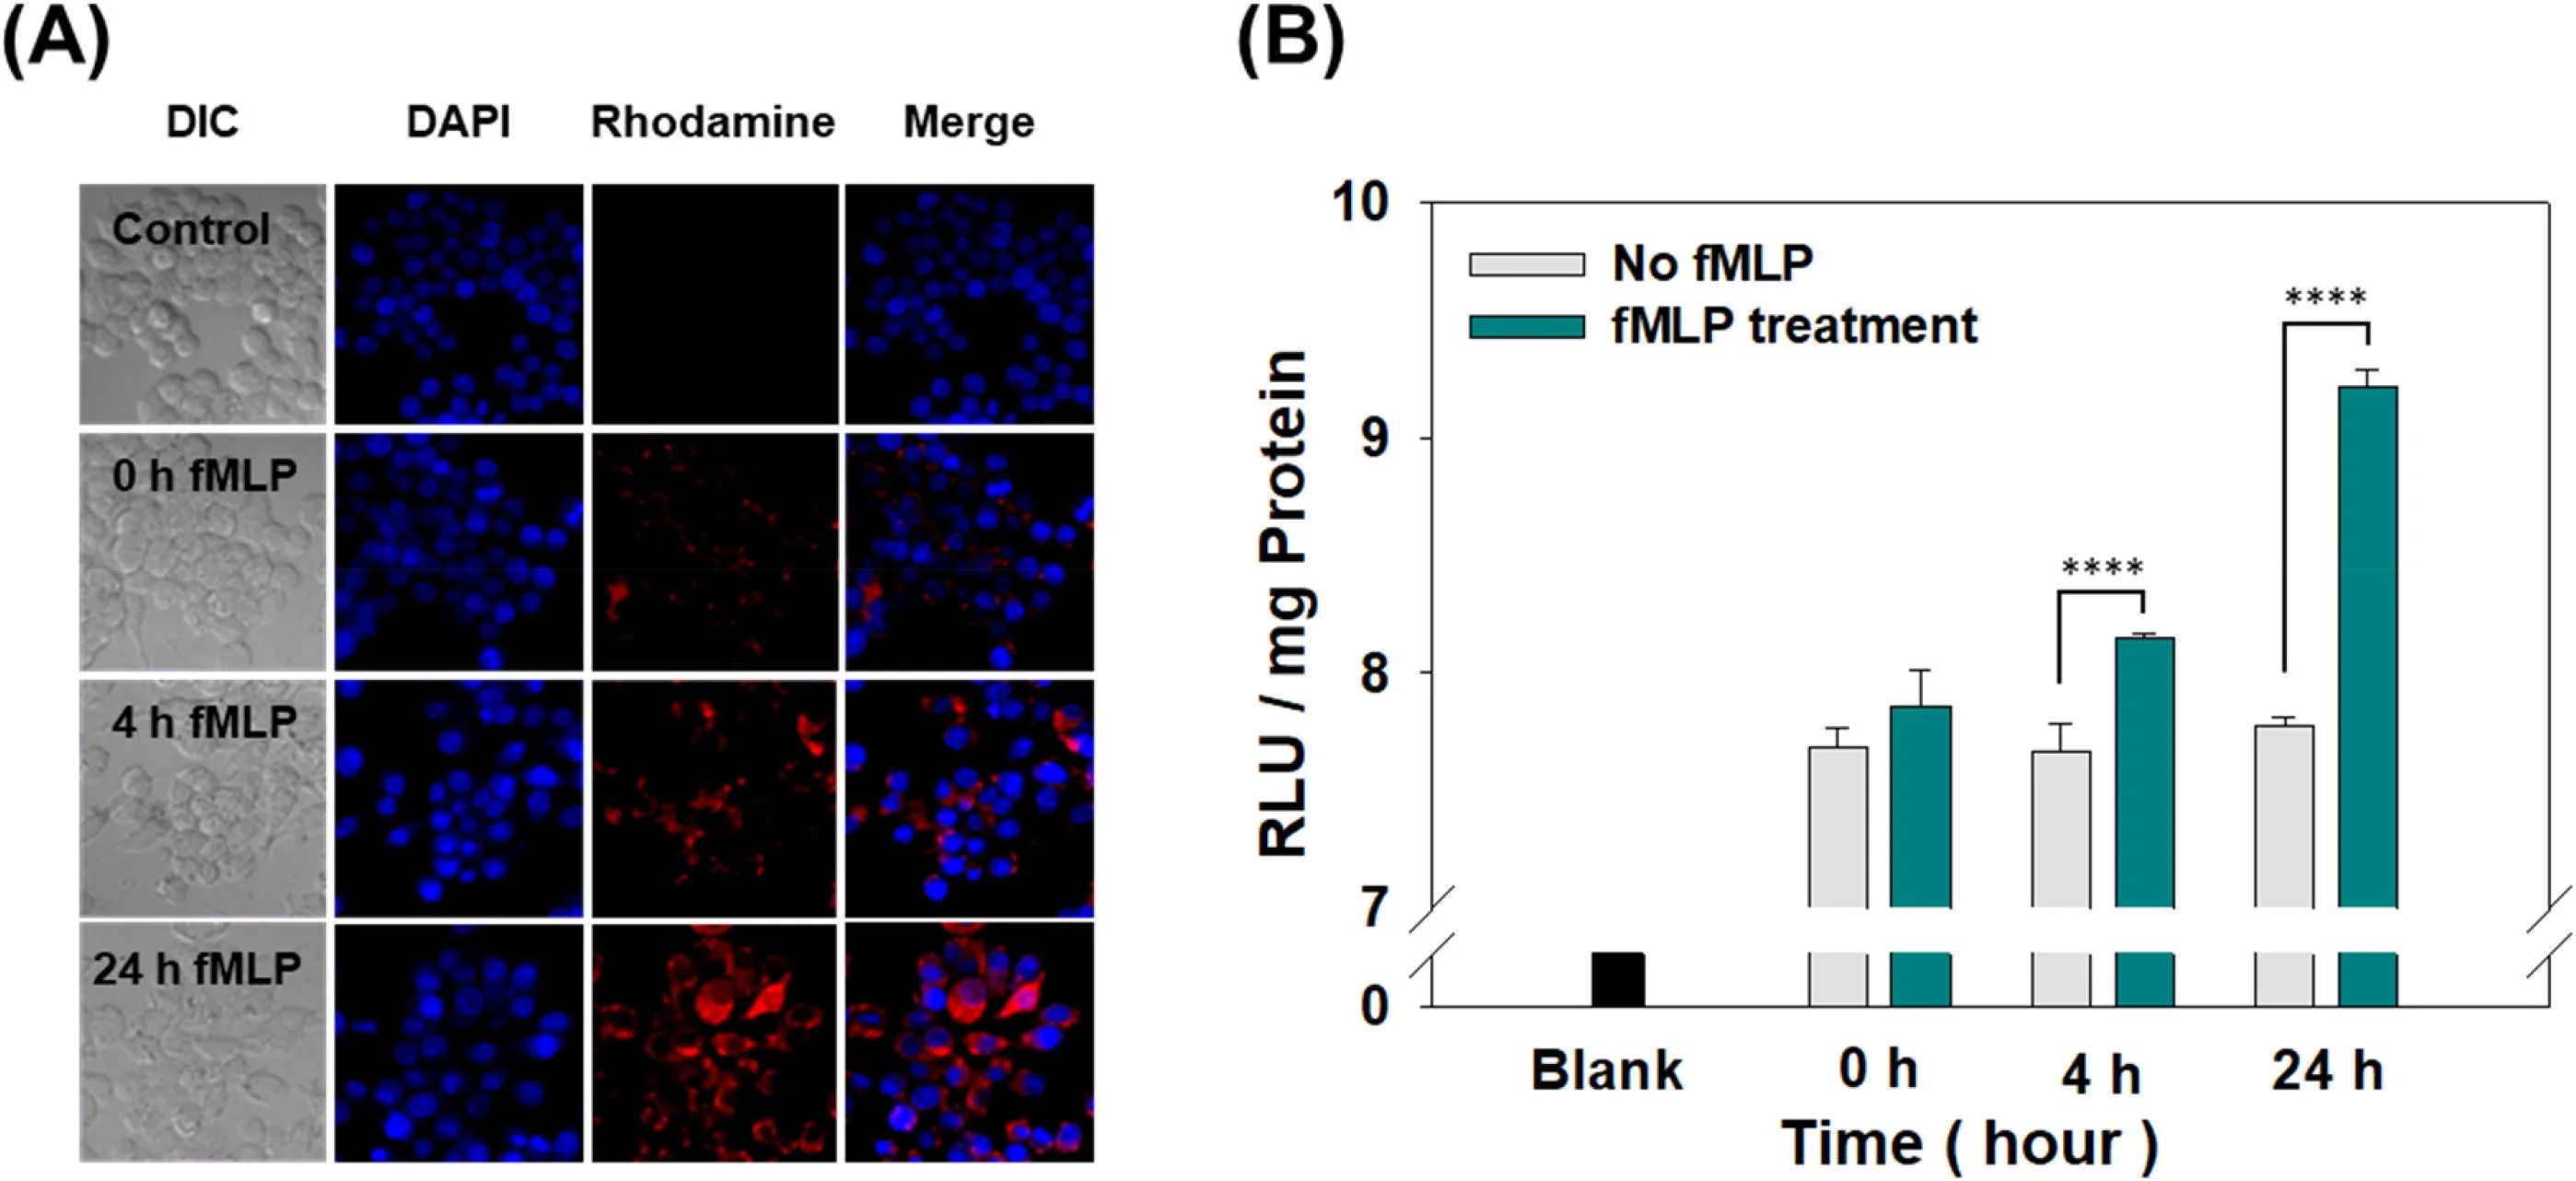 (A)
DIC DAPI Rhodamine Merge
Control
0 h fMLP
4 h fMLP
24 h fMLP
(B)
10
9
8
7
0
RLU / mg Protein
No fMLP
fMLP treatment
****
****
Blank 0 h 4 h 24 h
Time ( hour )